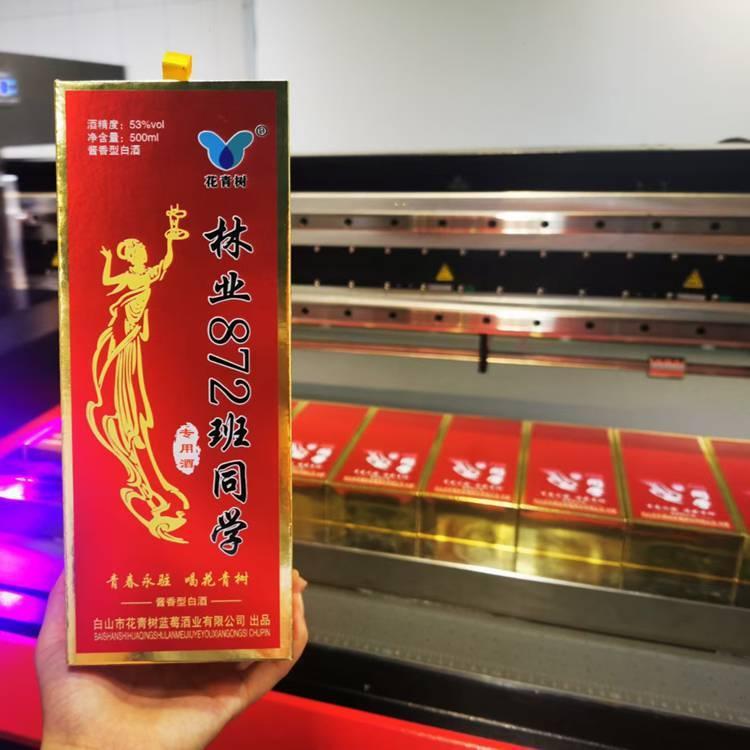 酒精度：53%vol
净含量：500ml
酱香型白酒
花青树
林业872班同学
专用酒
青春永驻 喝花青树
酱香型白酒
白山市花青树蓝莓酒业有限公司 出品
BAISHANSHIHUAQINGSHULANMEIJIUYEYOUXIANGONGSI CHUPIN